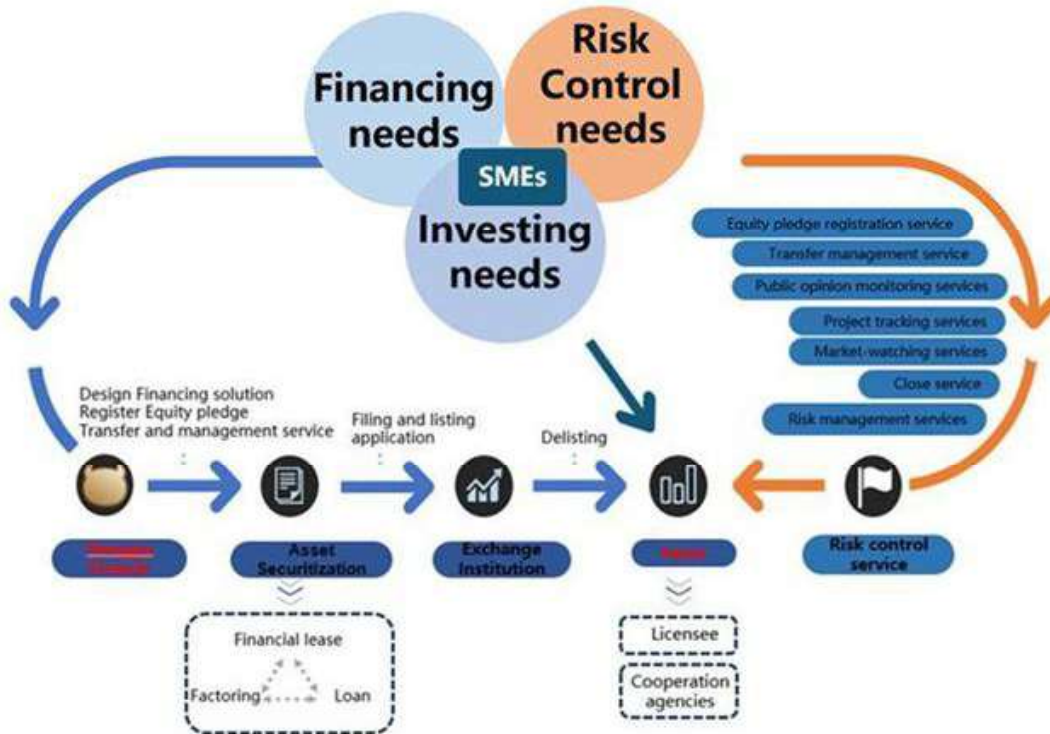 Financing
needs
Risk
Control
needs
SMEs
Investing
needs
Equity pledge registration service
Transfer management service
Public opinion monitoring services
Project tracking services
Market-watching services
Close service
Risk management services
Design Financing solution
Register Equity pledge
Transfer and management service
:
Filing and listing
application
:
Delisting
:
Asset
Securitization
Exchange
Institution
Risk control
service
Financial lease
Factoring
Loan
Licensee
Cooperation
agencies